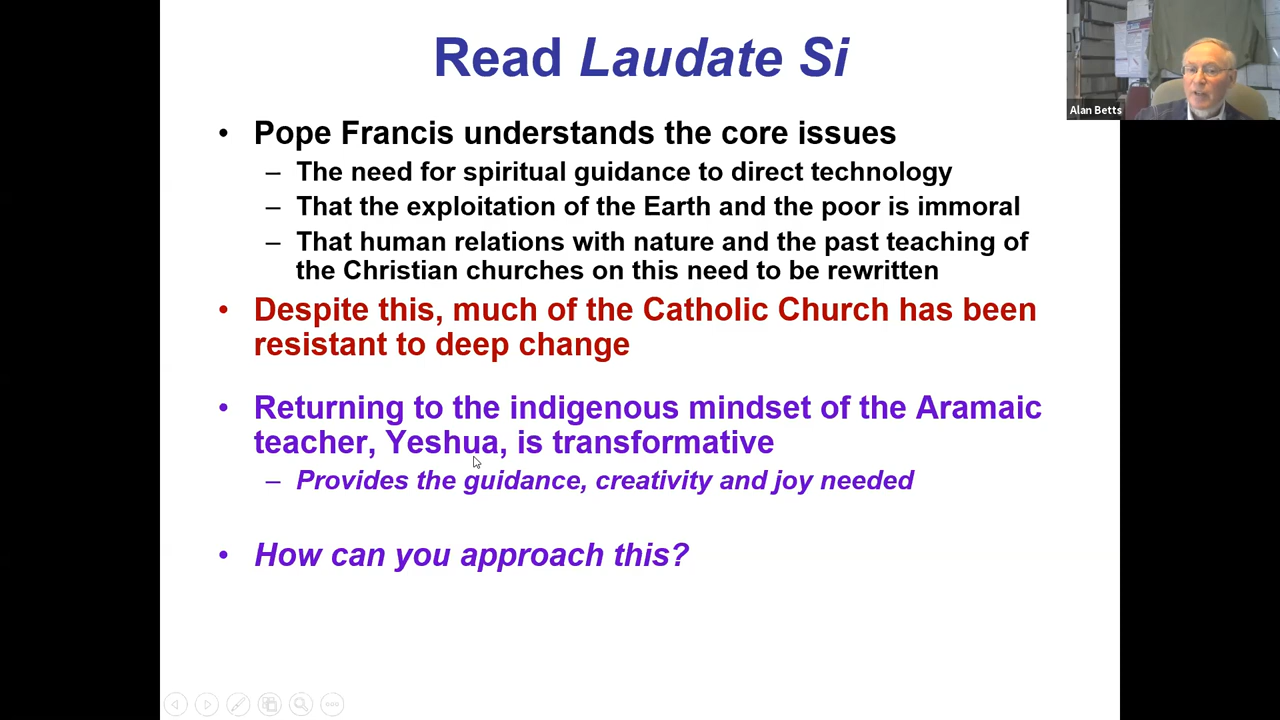 Read Laudate Si
Alan Betts
• Pope Francis understands the core issues
– The need for spiritual guidance to direct technology
– That the exploitation of the Earth and the poor is immoral
– That human relations with nature and the past teaching of
the Christian churches on this need to be rewritten
• Despite this, much of the Catholic Church has been
resistant to deep change
• Returning to the indigenous mindset of the Aramaic
teacher, Yeshua, is transformative
– Provides the guidance, creativity and joy needed
• How can you approach this?